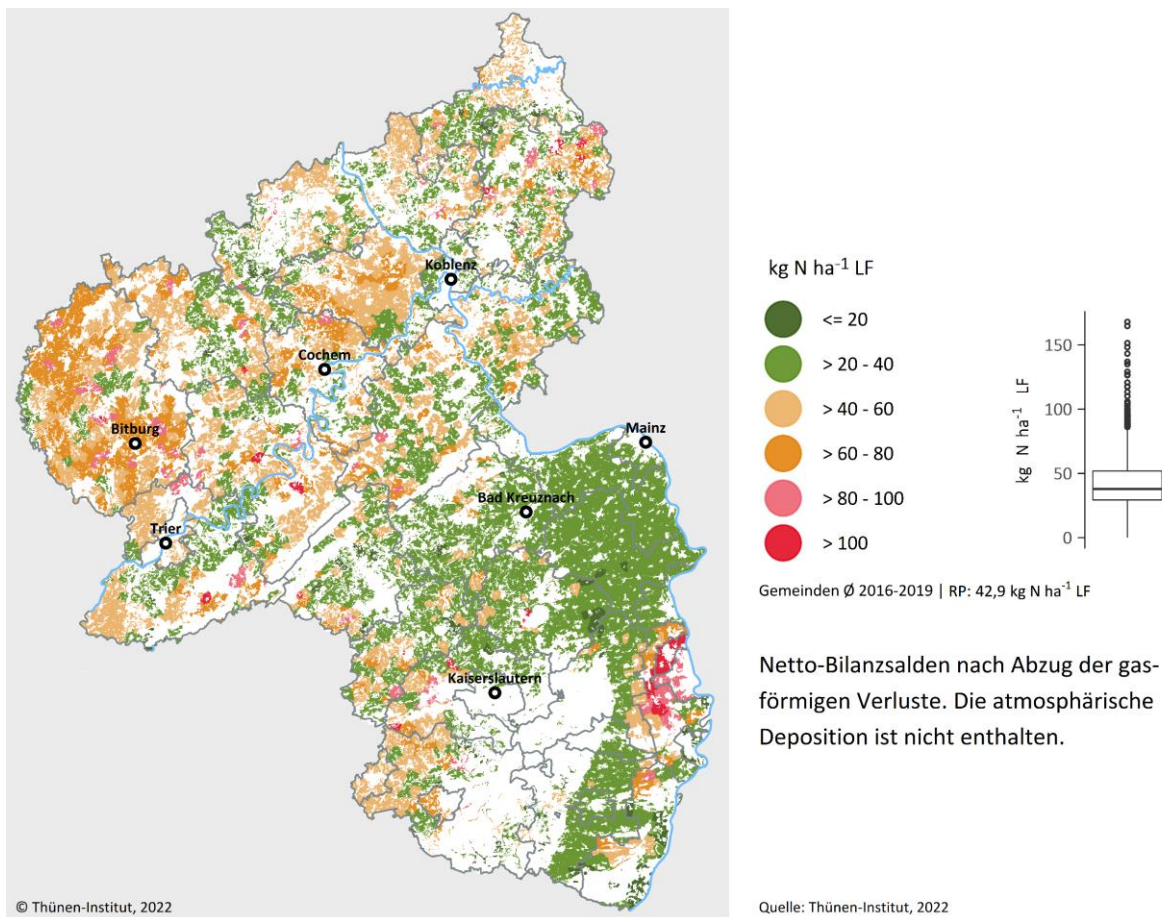 Koblenz
Cochem
Bitburg
Mainz
Bad Kreuznach
Trier
Kaiserslautern
© Thünen-Institut, 2022
kg N ha⁻¹ LF
<= 20
> 20 - 40
> 40 - 60
> 60 - 80
> 80 - 100
> 100
kg N ha⁻¹ LF
150
100
50
0
Gemeinden Ø 2016-2019 | RP: 42,9 kg N ha⁻¹ LF
Netto-Bilanzsalden nach Abzug der gas-
förmigen Verluste. Die atmosphärische
Deposition ist nicht enthalten.
Quelle: Thünen-Institut, 2022